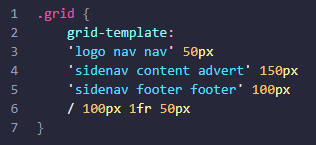 1 .grid {
2 grid-template:
3 'logo nav nav' 50px
4 'sidenav content advert' 150px
5 'sidenav footer footer' 100px
6 / 100px 1fr 50px
7 }